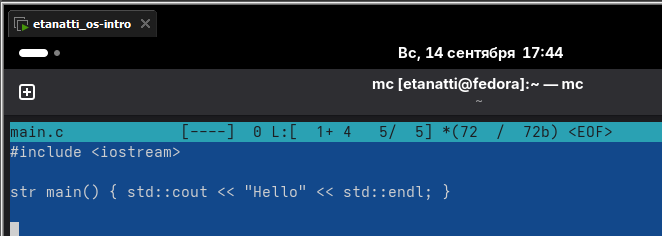 etanatti_os-intro
Вс, 14 сентября 17:44
mc [etanatti@fedora]:~ — mc
~
main.c [----] 0 L:[ 1+ 4 5/ 5] *(72 / 72b) <EOF>
#include <iostream>
str main() { std::cout << "Hello" << std::endl; }